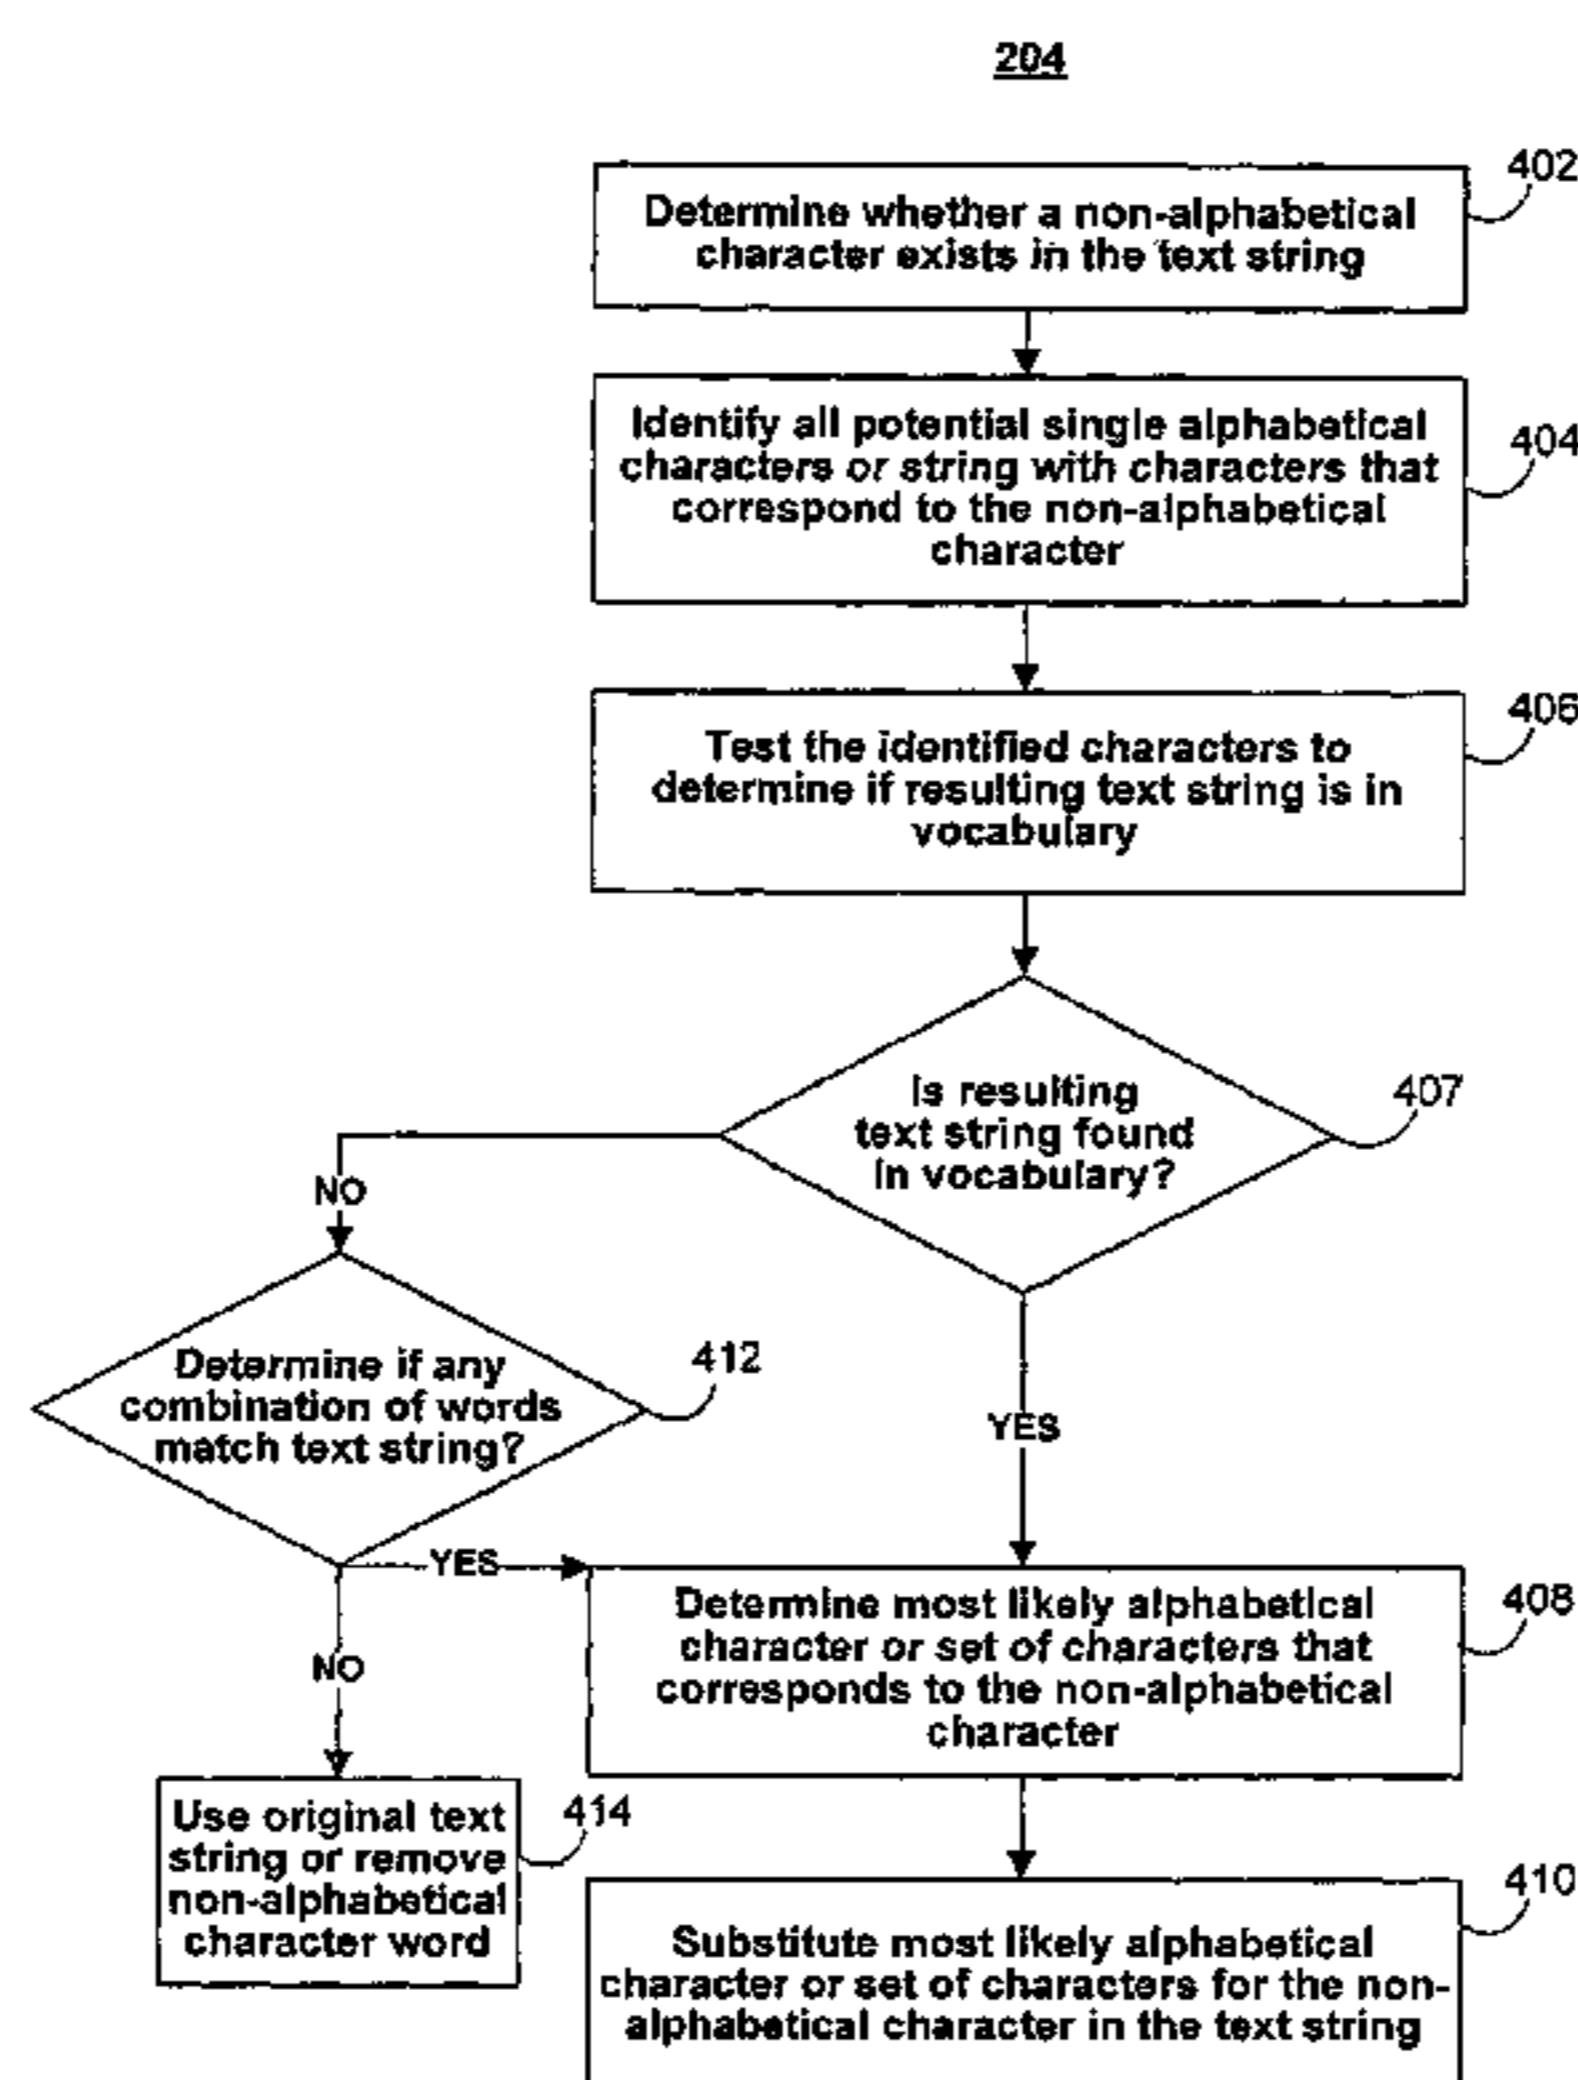 204
402
Determine whether a non-alphabetical
character exists in the text string
404
Identify all potential single alphabetical
characters or string with characters that
correspond to the non-alphabetical
character
406
Test the identified characters to
determine if resulting text string is in
vocabulary
407
Is resulting
text string found
in vocabulary?
NO
412
Determine if any
combination of words
match text string?
YES
YES
NO
408
Determine most likely alphabetical
character or set of characters that
corresponds to the non-alphabetical
character
414
Use original text
string or remove
non-alphabetical
character word
410
Substitute most likely alphabetical
character or set of characters for the non-
alphabetical character in the text string